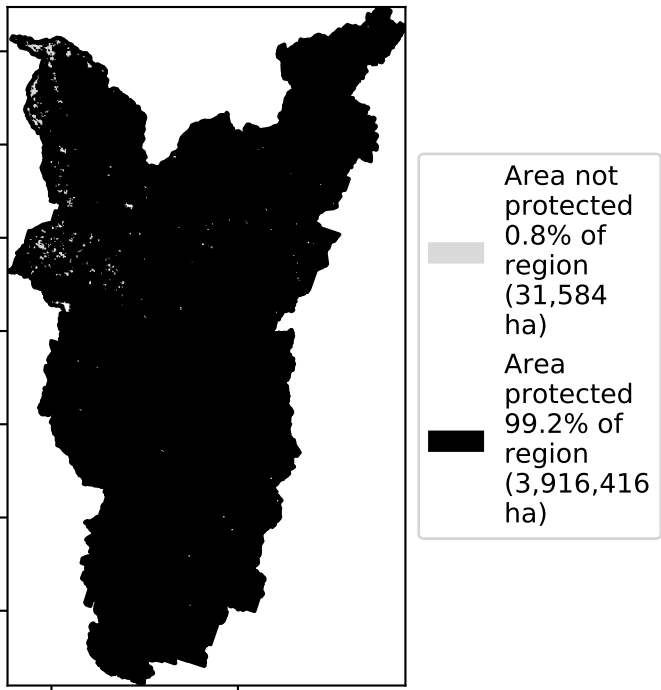 Area not
protected
0.8% of
region
(31,584
ha)
Area
protected
99.2% of
region
(3,916,416
ha)